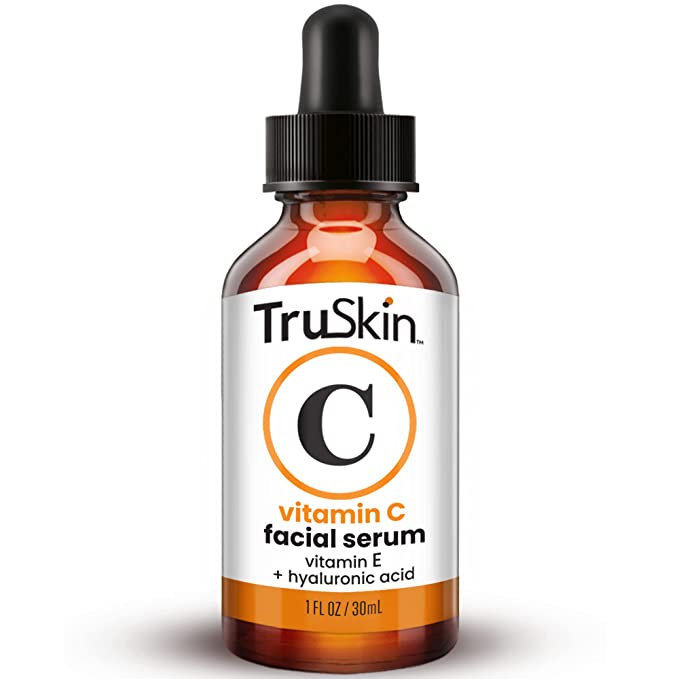 TruSkin™
C
vitamin C
facial serum
vitamin E
+ hyaluronic acid
1 FL OZ / 30mL